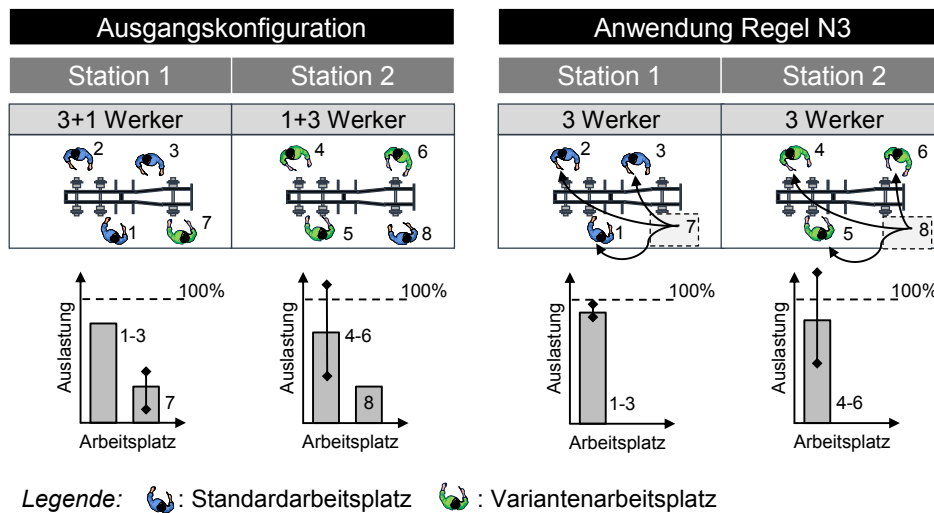 Ausgangskonfiguration
Station 1 Station 2
3+1 Werker 1+3 Werker
2 3 4 6
1 7 5 8
100% 100%
Auslastung Auslastung
1-3 4-6
7 8
Arbeitsplatz Arbeitsplatz
Anwendung Regel N3
Station 1 Station 2
3 Werker 3 Werker
2 3 4 6
1 7 5 8
100% 100%
Auslastung Auslastung
1-3 4-6
Arbeitsplatz Arbeitsplatz
Legende: : Standardarbeitsplatz : Variantenarbeitsplatz